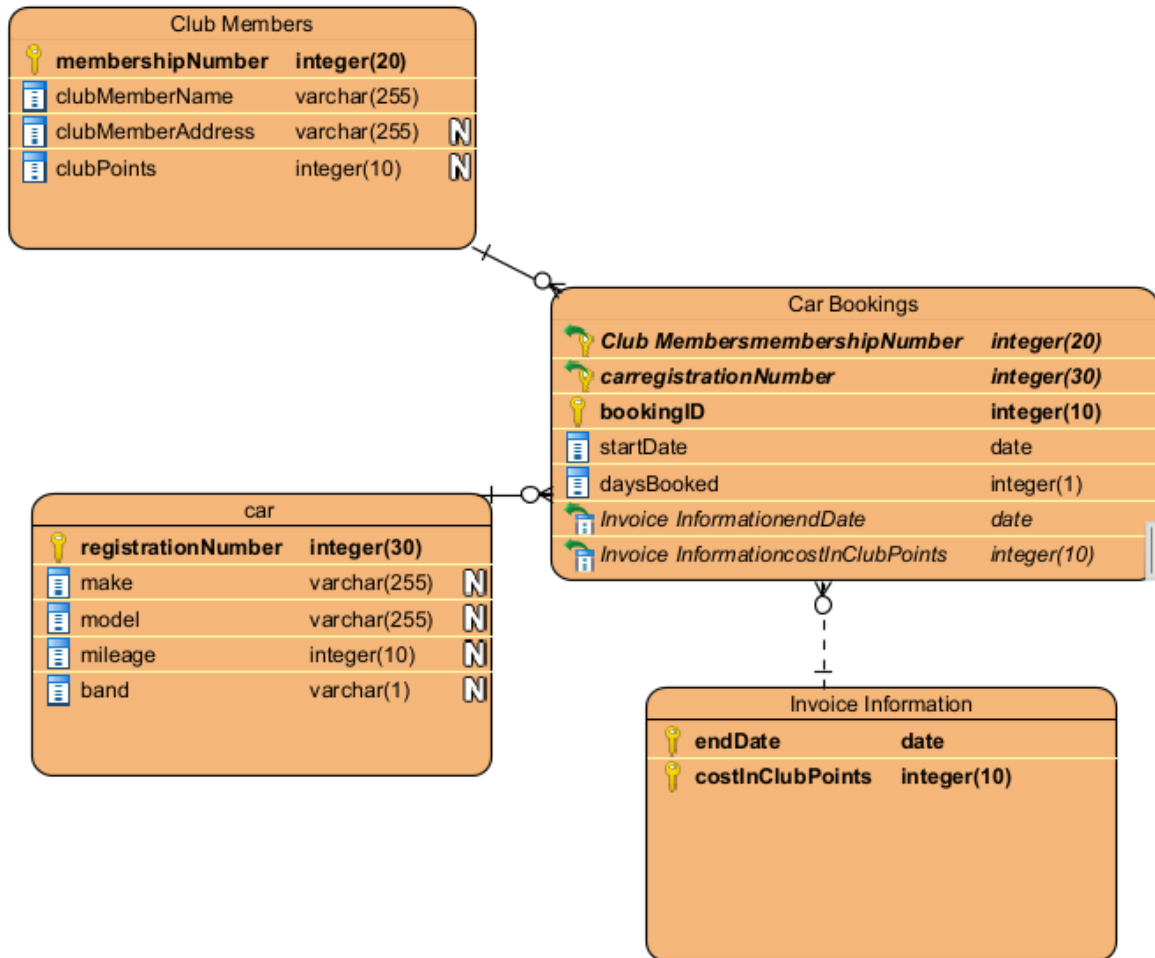 Club Members
membershipNumber integer(20)
clubMemberName varchar(255)
clubMemberAddress varchar(255) N
clubPoints integer(10) N
Car Bookings
Club MembersmembershipNumber integer(20)
carregistrationNumber integer(30)
bookingID integer(10)
startDate date
daysBooked integer(1)
Invoice InformationendDate date
Invoice InformationcostInClubPoints integer(10)
car
registrationNumber integer(30)
make varchar(255) N
model varchar(255) N
mileage integer(10) N
band varchar(1) N
Invoice Information
endDate date
costInClubPoints integer(10)